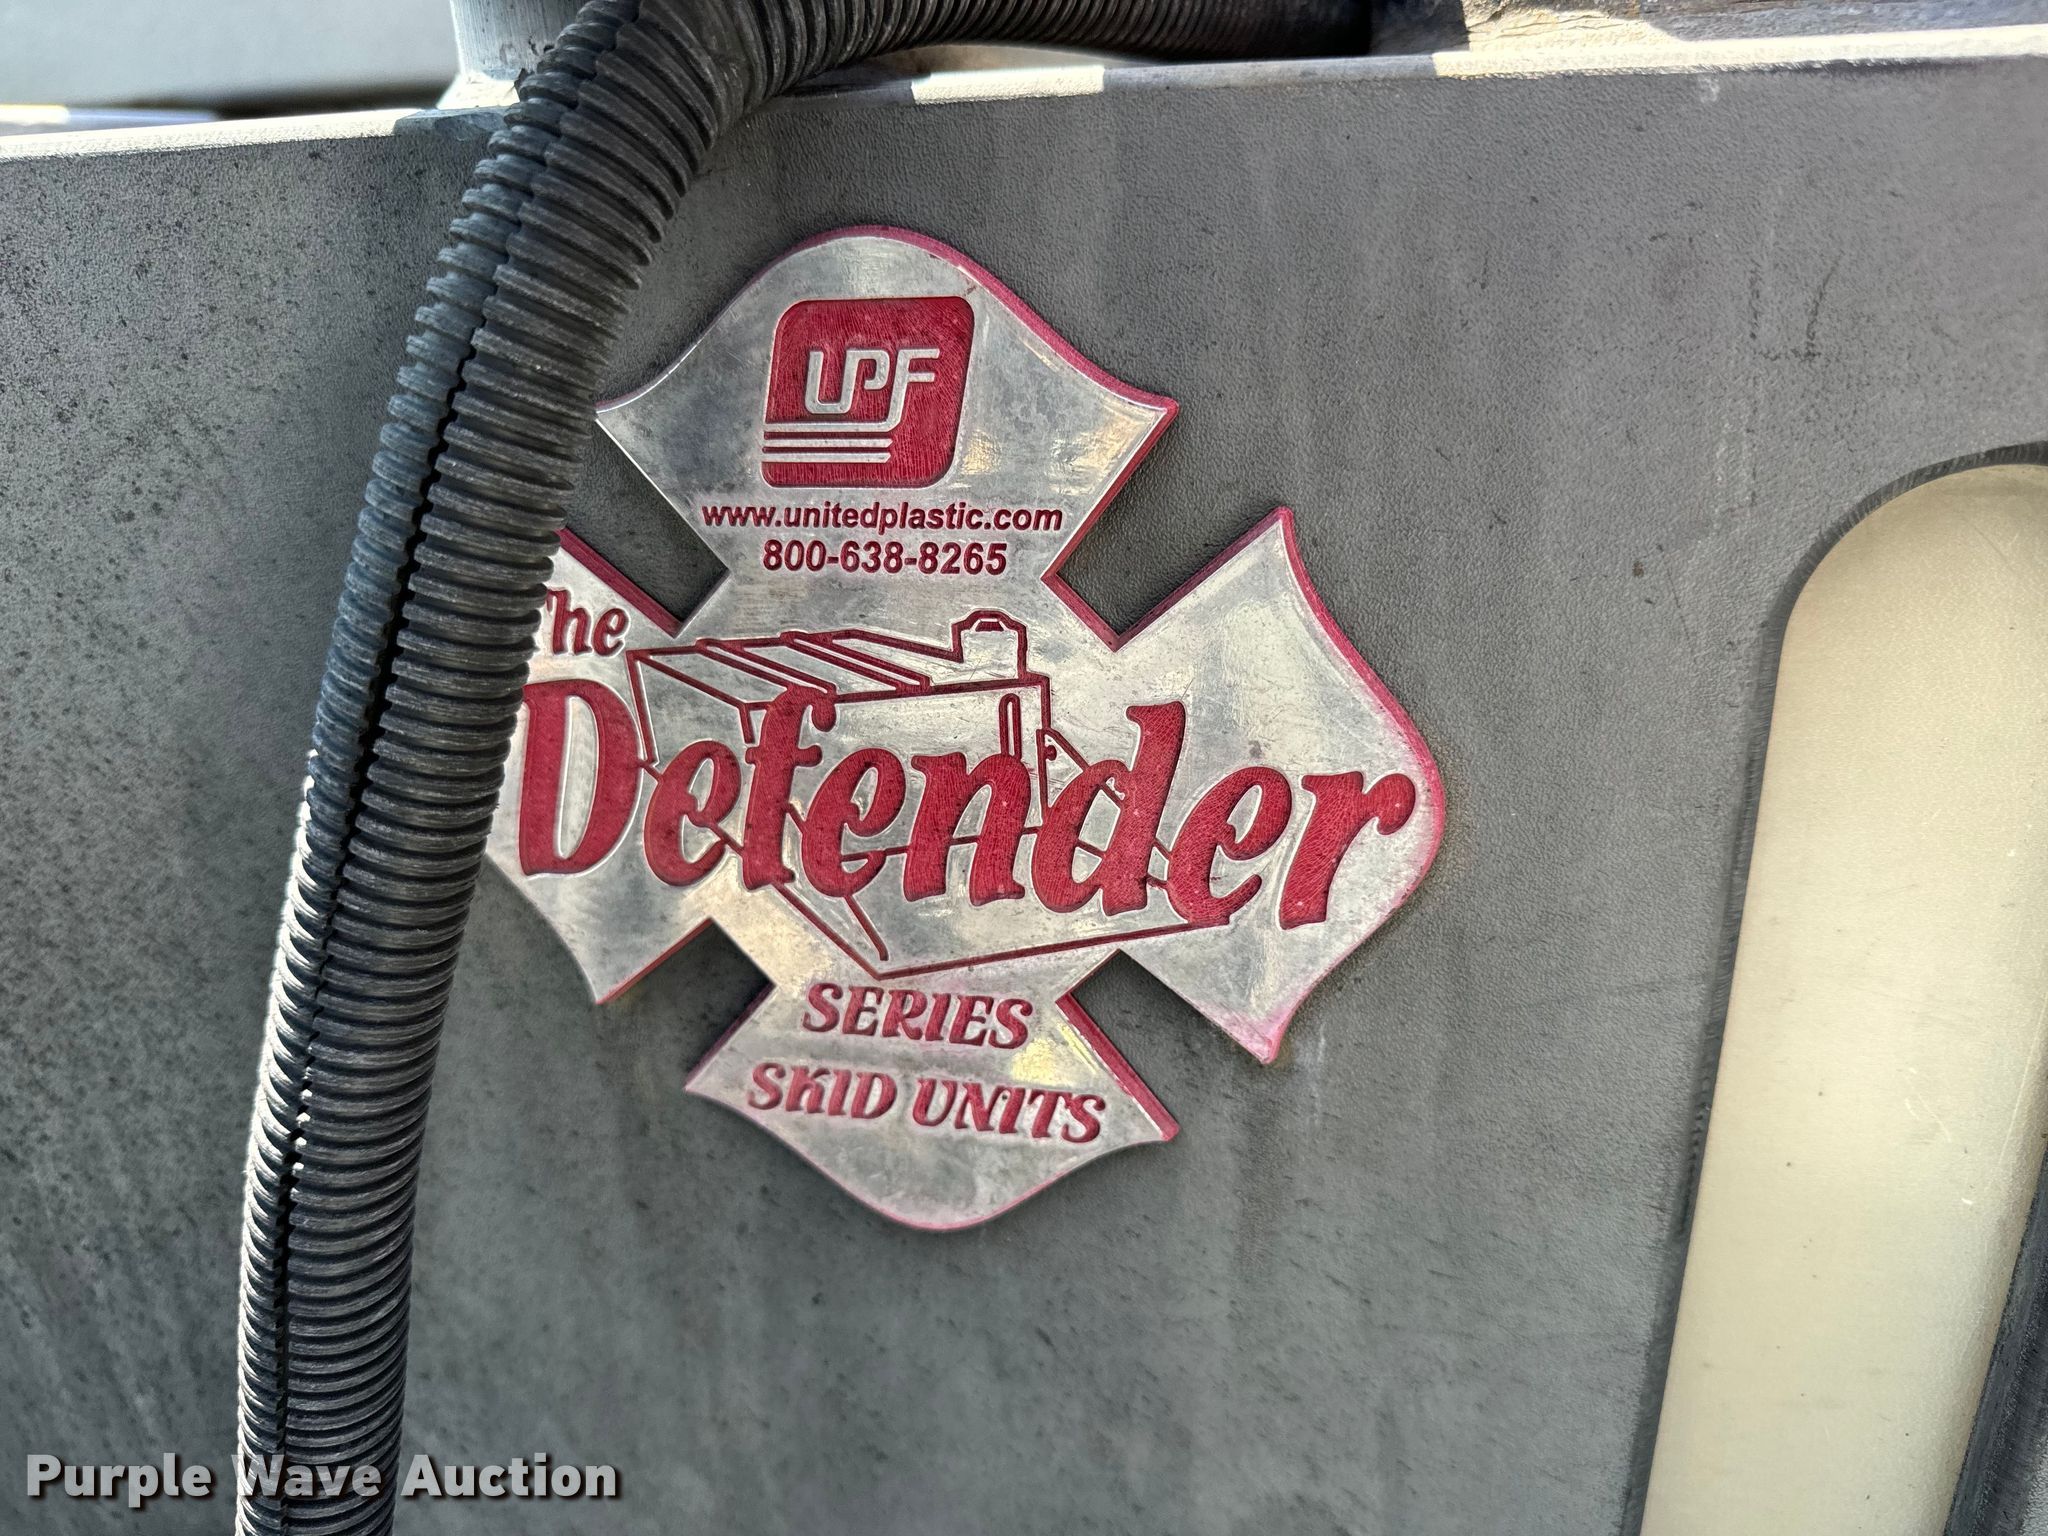 UPF
www.unitedplastic.com
800-638-8265
The
Defender
SERIES
SKID UNITS
Purple Wave Auction